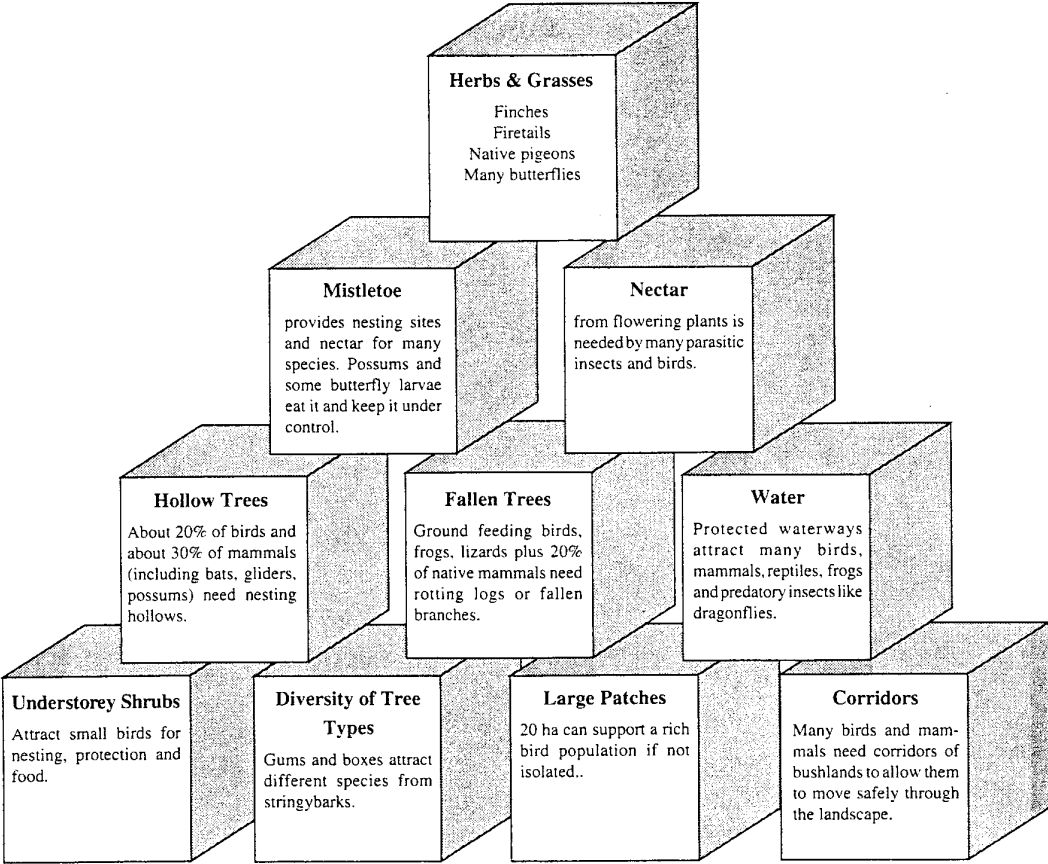 Herbs & Grasses
Finches
Firetails
Native pigeons
Many butterflies
Mistletoe
provides nesting sites
and nectar for many
species. Possums and
some butterfly larvae
eat it and keep it under
control.
Nectar
from flowering plants is
needed by many parasitic
insects and birds.
Hollow Trees
About 20% of birds and
about 30% of mammals
(including bats, gliders,
possums) need nesting
hollows.
Fallen Trees
Ground feeding birds,
frogs, lizards plus 20%
of native mammals need
rotting logs or fallen
branches.
Water
Protected waterways
attract many birds,
mammals, reptiles, frogs
and predatory insects like
dragonflies.
Understorey Shrubs
Attract small birds for
nesting, protection and
food.
Diversity of Tree
Types
Gums and boxes attract
different species from
stringybarks.
Large Patches
20 ha can support a rich
bird population if not
isolated..
Corridors
Many birds and mam-
mals need corridors of
bushlands to allow them
to move safely through
the landscape.